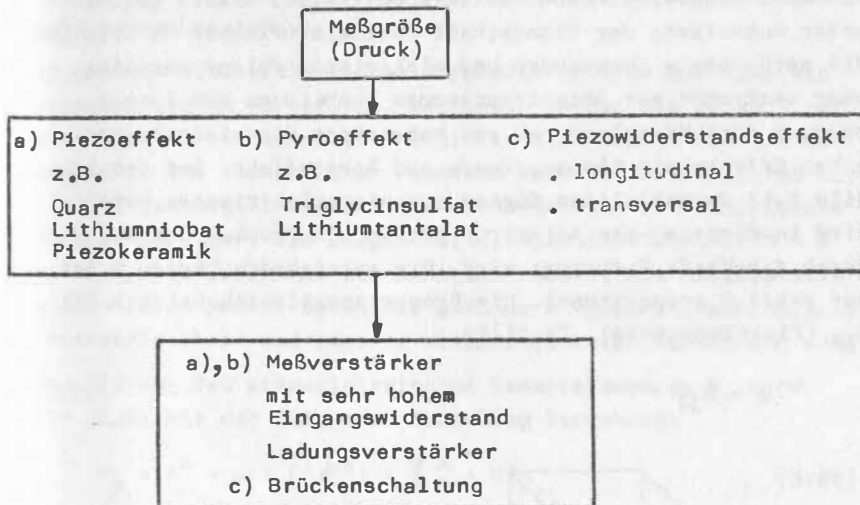 Meßgröße
(Druck)
a) Piezoeffekt b) Pyroeffekt c) Piezowiderstandseffekt
z.B. z.B. . longitudinal
Quarz Triglycinsulfat . transversal
Lithiumniobat Lithiumtantalat
Piezokeramik
a),b) Meßverstärker
mit sehr hohem
Eingangswiderstand
Ladungsverstärker
c) Brückenschaltung